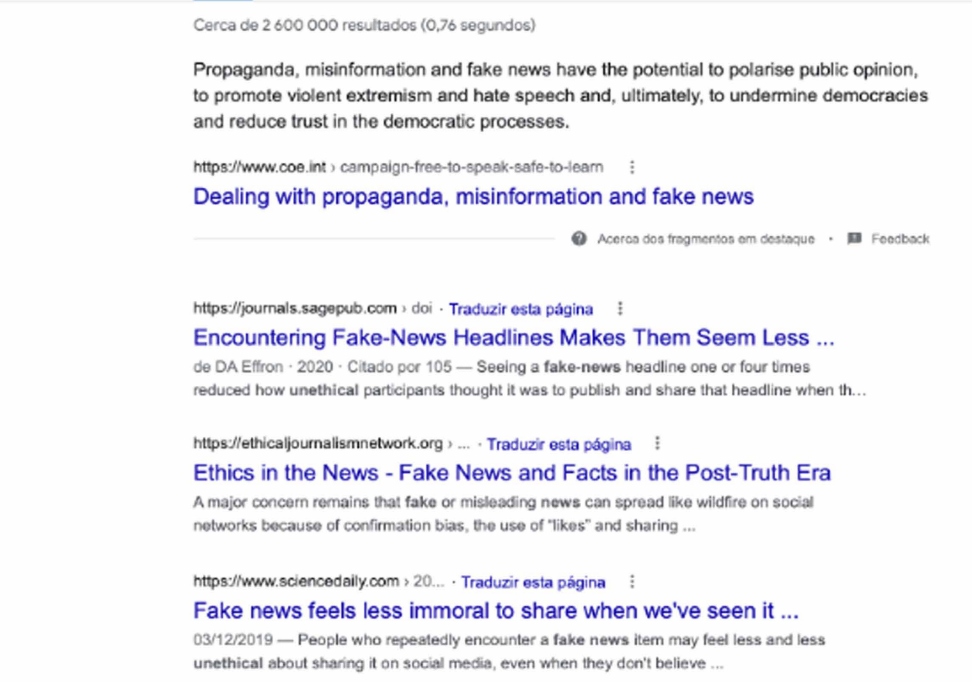 Cerca de 2 600 000 resultados (0,76 segundos)
Propaganda, misinformation and fake news have the potential to polarise public opinion,
to promote violent extremism and hate speech and, ultimately, to undermine democracies
and reduce trust in the democratic processes.
https://www.coe.int › campaign-free-to-speak-safe-to-learn
Dealing with propaganda, misinformation and fake news
Acerca dos fragmentos em destaque · Feedback
https://journals.sagepub.com › doi · Traduzir esta página
Encountering Fake-News Headlines Makes Them Seem Less ...
de DA Effron · 2020 · Citado por 105 — Seeing a fake-news headline one or four times
reduced how unethical participants thought it was to publish and share that headline when th...
https://ethicaljournalismnetwork.org › ... · Traduzir esta página
Ethics in the News - Fake News and Facts in the Post-Truth Era
A major concern remains that fake or misleading news can spread like wildfire on social
networks because of confirmation bias, the use of “likes” and sharing ...
https://www.sciencedaily.com › 20... · Traduzir esta página
Fake news feels less immoral to share when we've seen it ...
03/12/2019 — People who repeatedly encounter a fake news item may feel less and less
unethical about sharing it on social media, even when they don't believe ...